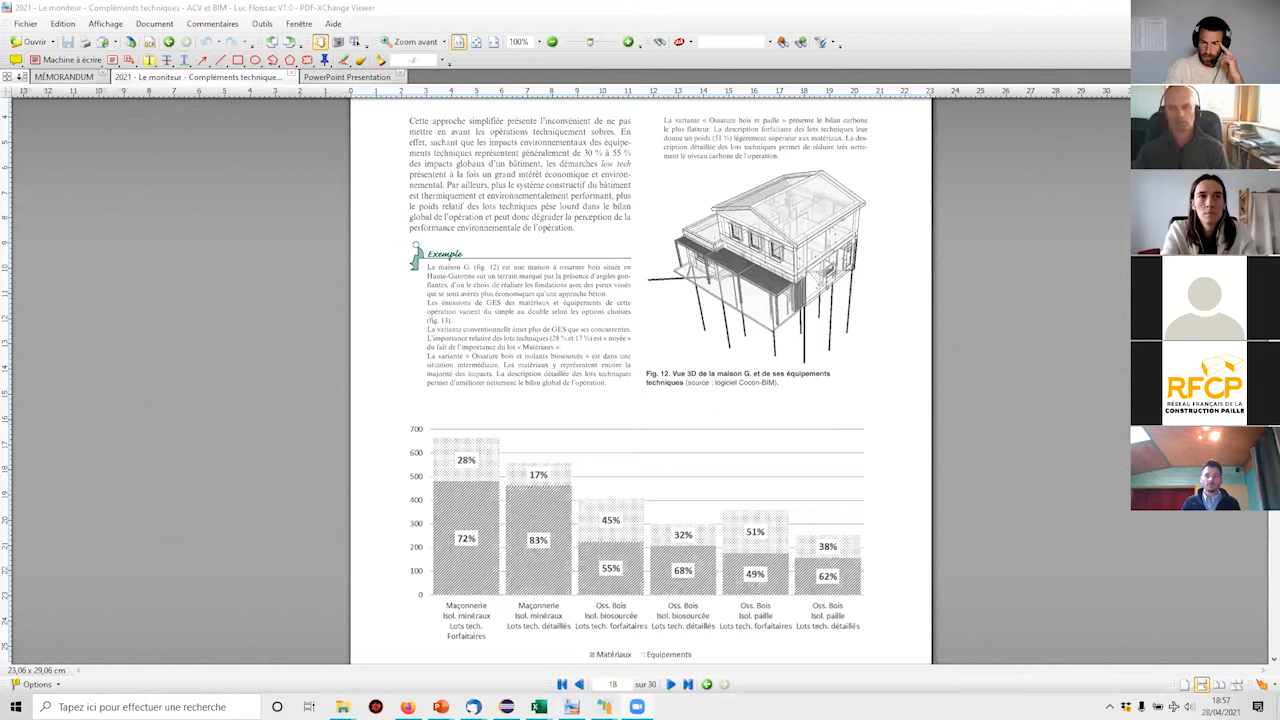 2021 - Le moniteur - Compléments techniques - ACV et BIM - Luc Floissac V1.0 - PDF-XChange Viewer
Fichier Edition Affichage Document Commentaires Outils Fenêtre Aide
Ouvrir Zoom avant 100%
Machine à écrire
MÉMORANDUM 2021 - Le moniteur - Compléments technique... PowerPoint Presentation
Cette approche simplifiée présente l'inconvénient de ne pas
mettre en avant les opérations techniquement sobres. En
effet, sachant que les impacts environnementaux des équipe-
ments techniques représentent généralement de 30 % à 55 %
des impacts globaux d'un bâtiment, les démarches low tech
présentent à la fois un grand intérêt économique et environ-
nemental. Par ailleurs, plus le système constructif du bâtiment
est thermiquement et environnementalement performant, plus
le poids relatif des lots techniques pèse lourd dans le bilan
global de l'opération et peut donc dégrader la perception de la
performance environnementale de l'opération.
Exemple
La maison G. (fig. 12) est une maison à ossature bois située en
Haute-Garonne sur un terrain marqué par la présence d'argiles gon-
flantes, d'où le choix de réaliser les fondations avec des pieux vissés
qui se sont avérés plus économiques qu'une approche béton.
Les émissions de GES des matériaux et équipements de cette
opération varient du simple au double selon les options choisies
(fig. 13).
La variante conventionnelle émet plus de GES que ses concurrentes.
L'importance relative des lots techniques (28 % et 17 %) est « noyée »
du fait de l'importance du lot « Matériaux ».
La variante « Ossature bois et isolants biosourcés » est dans une
situation intermédiaire. Les matériaux y représentent encore la
majorité des impacts. La description détaillée des lots techniques
permet d'améliorer nettement le bilan global de l'opération.
La variante « Ossature bois et paille » présente le bilan carbone
le plus flatteur. La description forfaitaire des lots techniques leur
donne un poids (51 %) légèrement supérieur aux matériaux. La des-
cription détaillée des lots techniques permet de réduire très nette-
ment le niveau carbone de l'opération.
Fig. 12. Vue 3D de la maison G. et de ses équipements
techniques (source : logiciel Cocon-BIM).
700
600
500
400
300
200
100
0
28% 17% 45% 32% 51% 38%
72% 83% 55% 68% 49% 62%
Maçonnerie Maçonnerie Oss. Bois Oss. Bois Oss. Bois Oss. Bois
Isol. minéraux Isol. minéraux Isol. biosourcée Isol. biosourcée Isol. paille Isol. paille
Lots tech. Lots tech. détaillés Lots tech. forfaitaires Lots tech. détaillés Lots tech. forfaitaires Lots tech. détaillés
Forfaitaires
Matériaux Equipements
RFCP
RESEAU FRANÇAIS DE LA
CONSTRUCTION PAILLE
23,06 x 29,06 cm
Options 18 sur 30
Tapez ici pour effectuer une recherche
18:57
28/04/2021